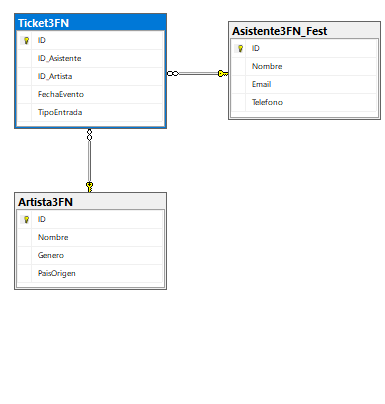 Ticket3FN
ID
ID_Asistente
ID_Artista
FechaEvento
TipoEntrada
Asistente3FN_Fest
ID
Nombre
Email
Telefono
Artista3FN
ID
Nombre
Genero
PaisOrigen